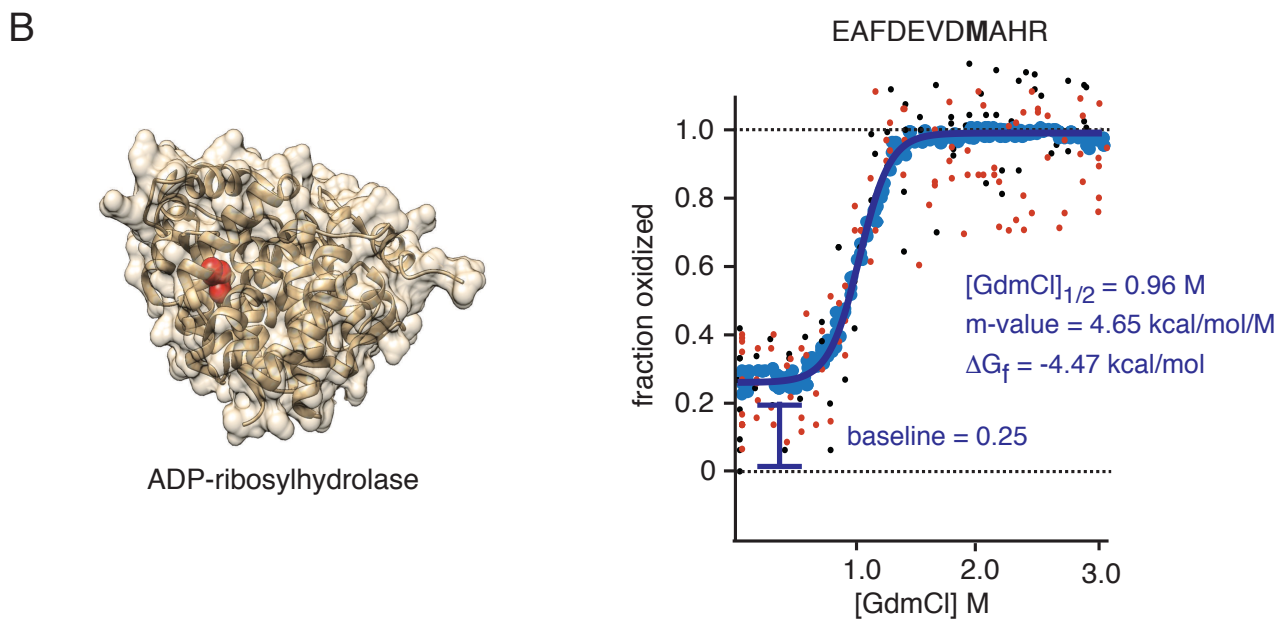 B
ADP-ribosylhydrolase
EAFDEVDMAHR
fraction oxidized
1.0
0.8
0.6
0.4
0.2
0
[GdmCl]1/2 = 0.96 M
m-value = 4.65 kcal/mol/M
ΔGf = -4.47 kcal/mol
baseline = 0.25
1.0 2.0 3.0
[GdmCl] M